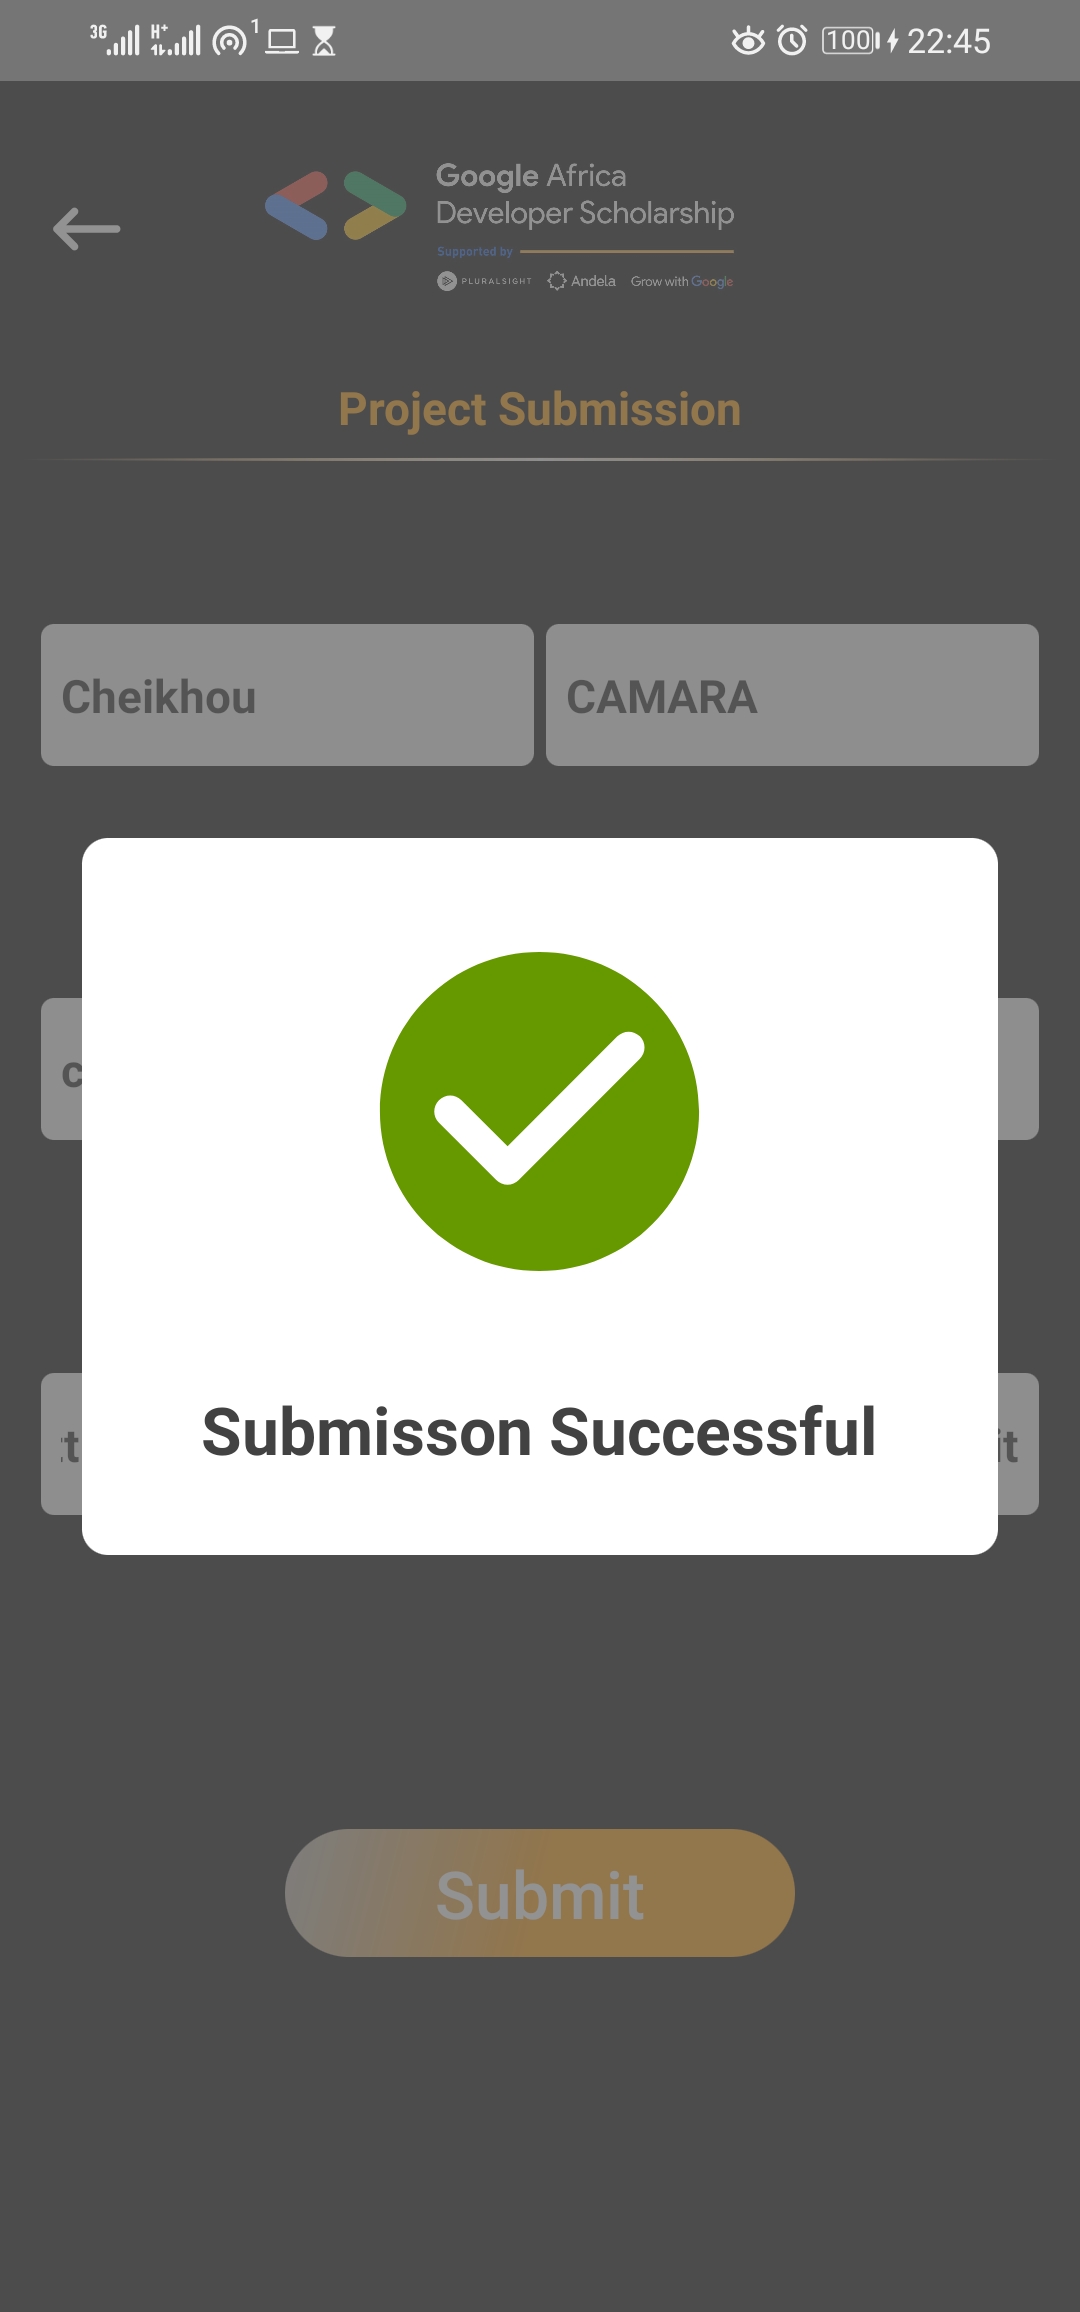 3G H+ 1 100 22:45
Google Africa
Developer Scholarship
Supported by
PLURALSIGHT Andela Grow with Google
Project Submission
Cheikhou CAMARA
c
t it
Submisson Successful
Submit